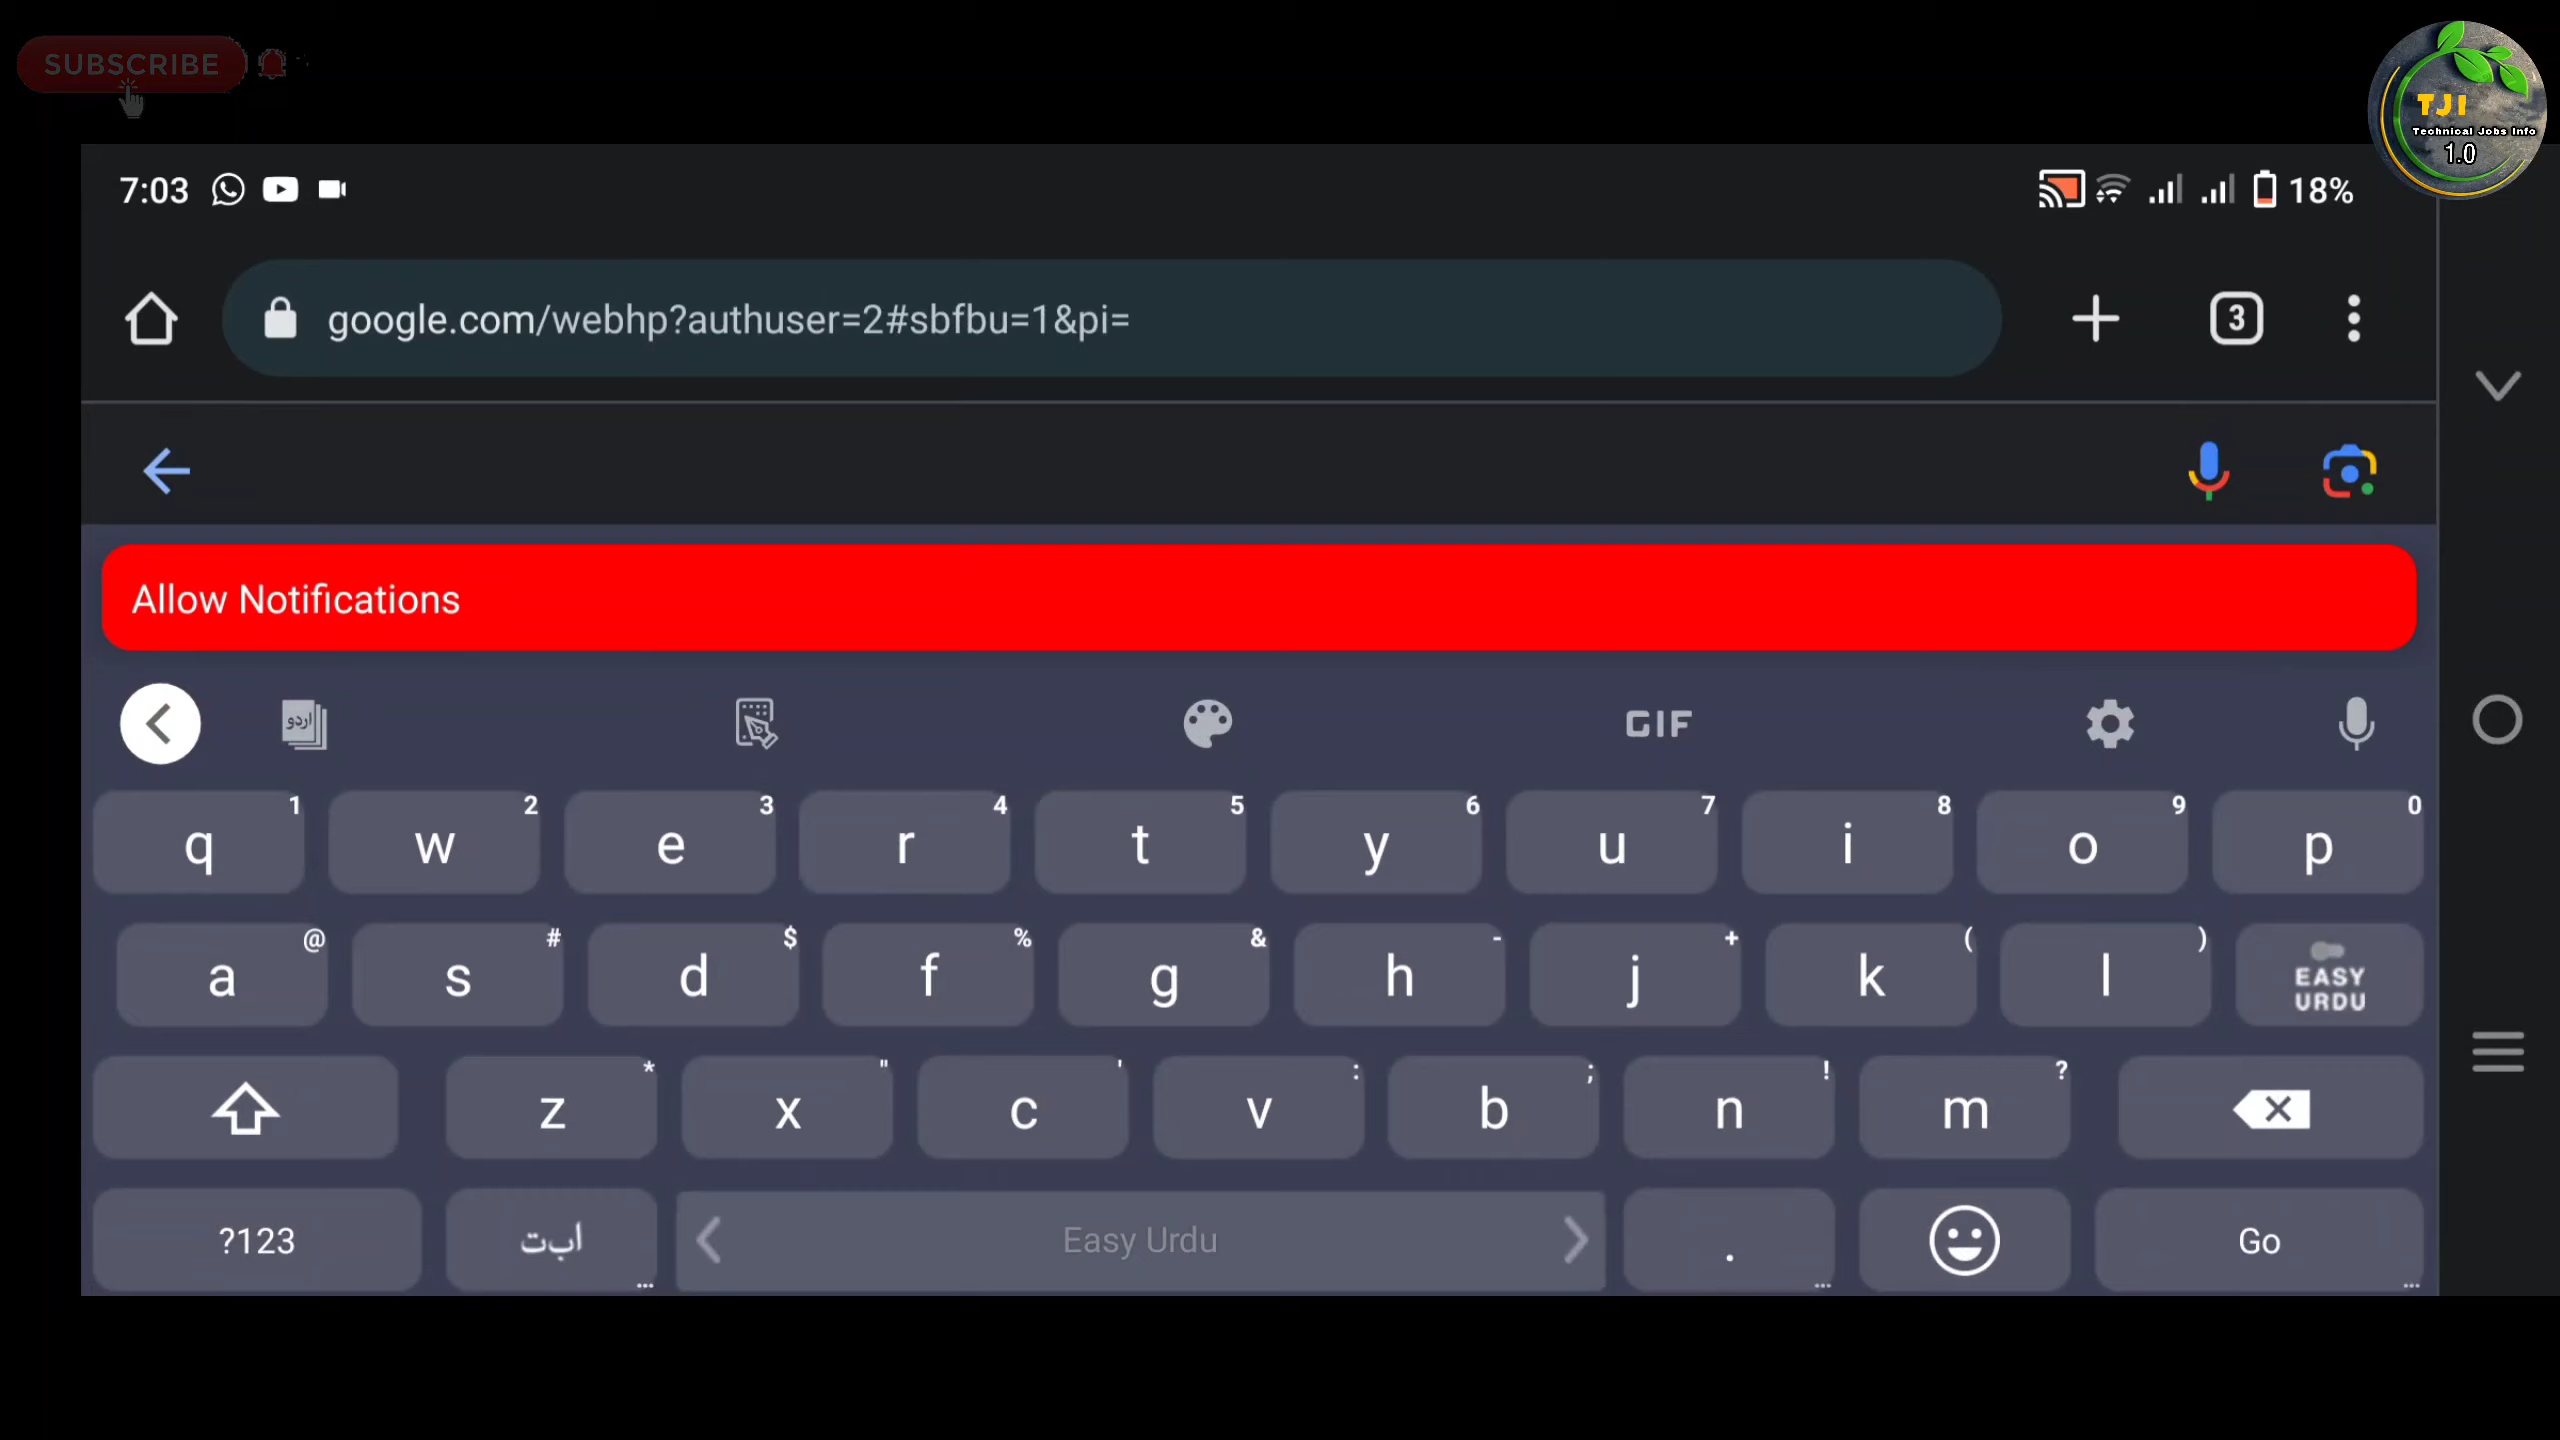 SUBSCRIBE
TJI
Technical Jobs Info
1.0
7:03
18%
google.com/webhp?authuser=2#sbfbu=1&pi=
3
Allow Notifications
اردو
GIF
1 2 3 4 5 6 7 8 9 0
q w e r t y u i o p
@ # $ % & - + ( )
a s d f g h j k l EASY URDU
* " ' : ; ! ?
z x c v b n m
?123 ا ب ت Easy Urdu . Go